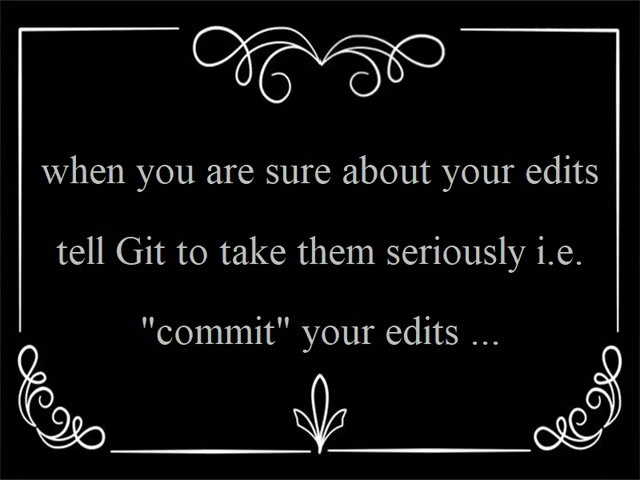 when you are sure about your edits
tell Git to take them seriously i.e.
"commit" your edits ...